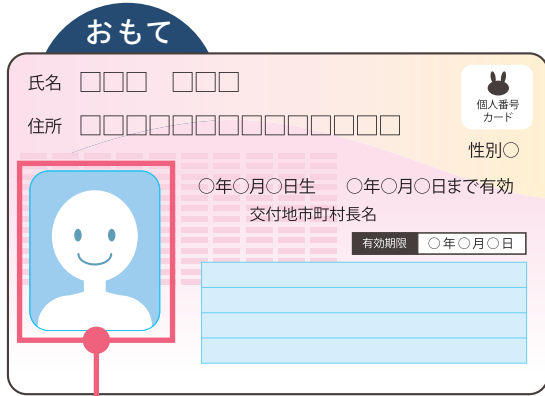 おもて
氏名 □□□ □□□
個人番号
カード
住所 □□□□□□□□□□□□□□
性別○
○年○月○日生 ○年○月○日まで有効
交付地市町村長名
有効期限 ○年○月○日